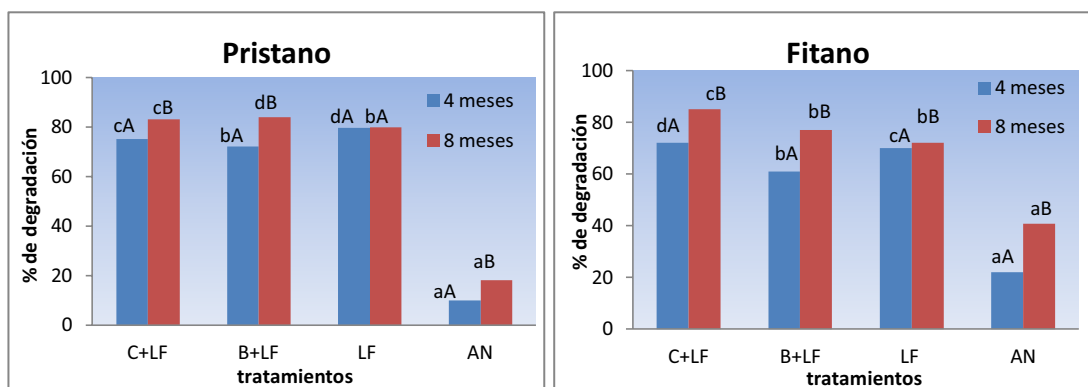 Pristano
100
80
60
40
20
0
% de degradación
cA cB
bA dB
dA bA
aA aB
4 meses
8 meses
C+LF B+LF LF AN
tratamientos
Fitano
100
80
60
40
20
0
% de degradación
dA cB
bA bB
cA bB
aA aB
4 meses
8 meses
C+LF B+LF LF AN
tratamientos